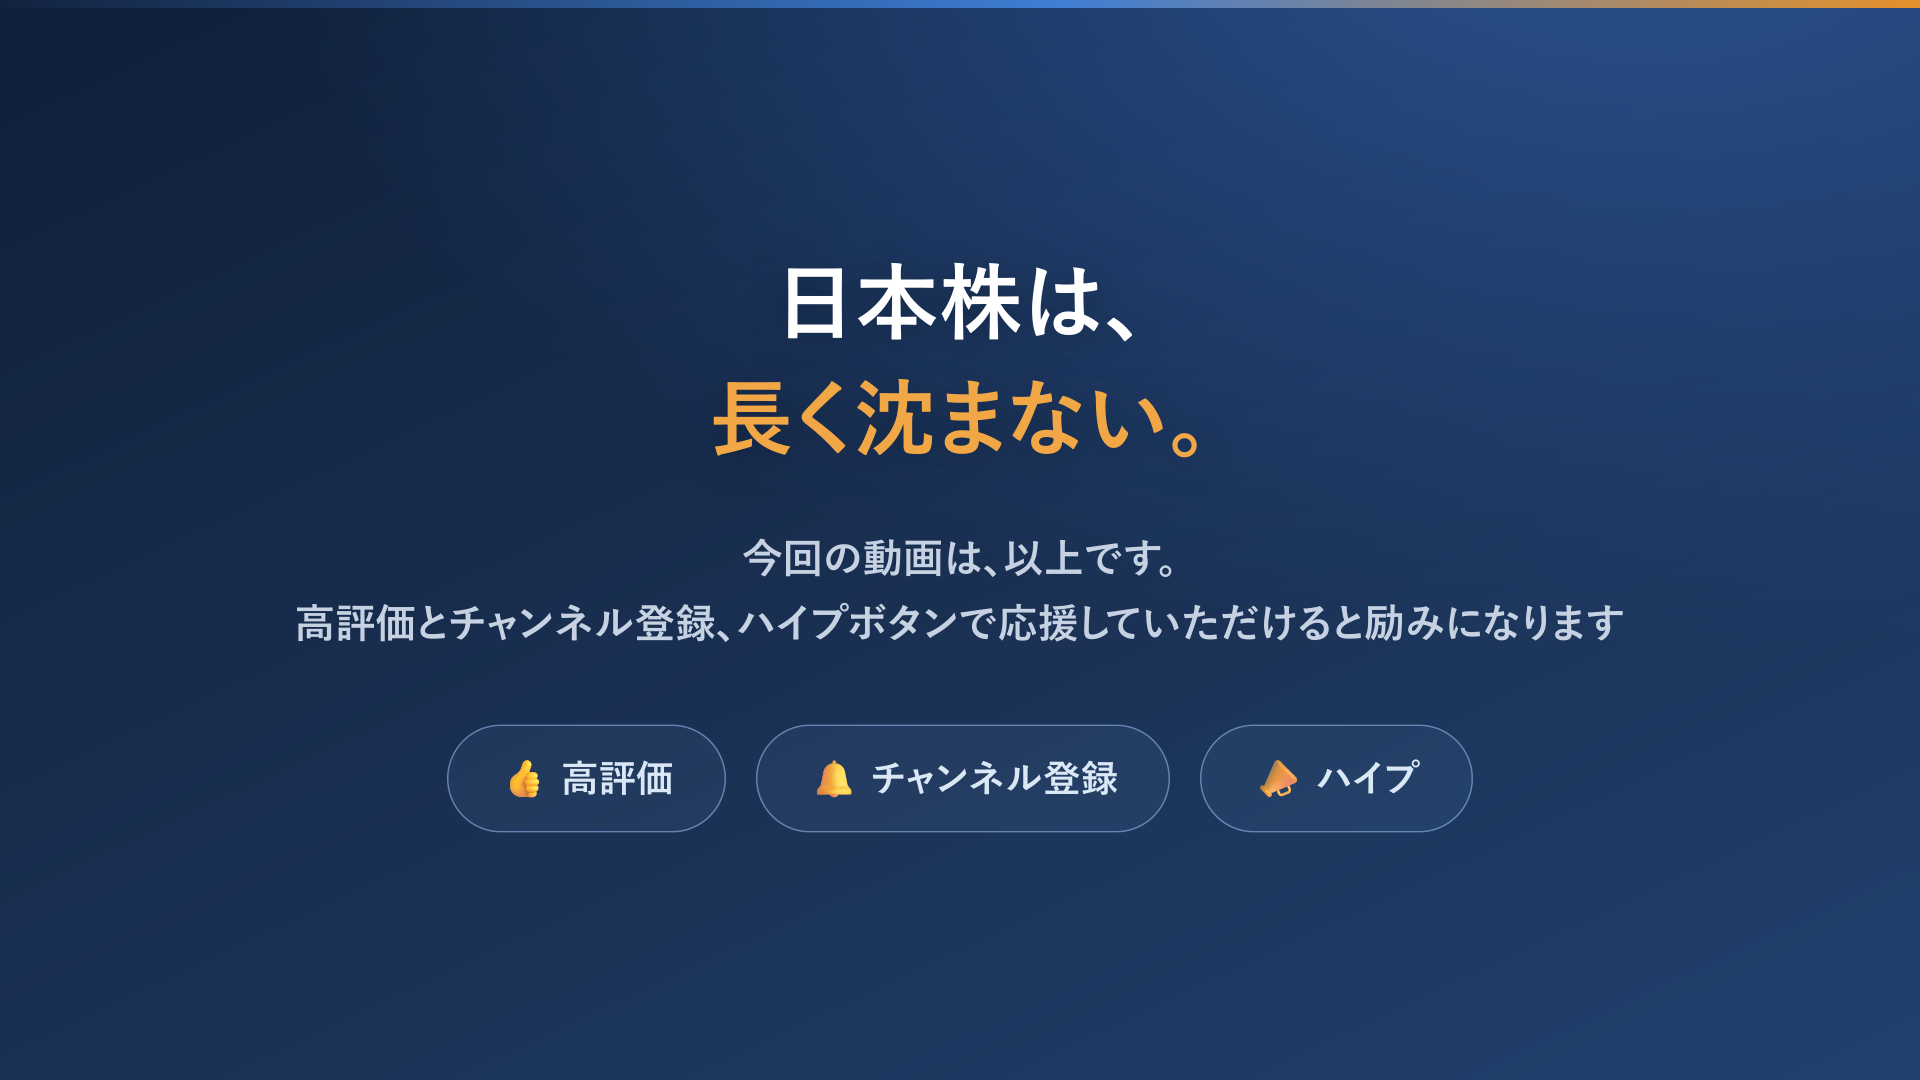 日本株は、
長く沈まない。
今回の動画は、以上です。
高評価とチャンネル登録、ハイプボタンで応援していただけると励みになります
👍 高評価
🔔 チャンネル登録
📣 ハイプ